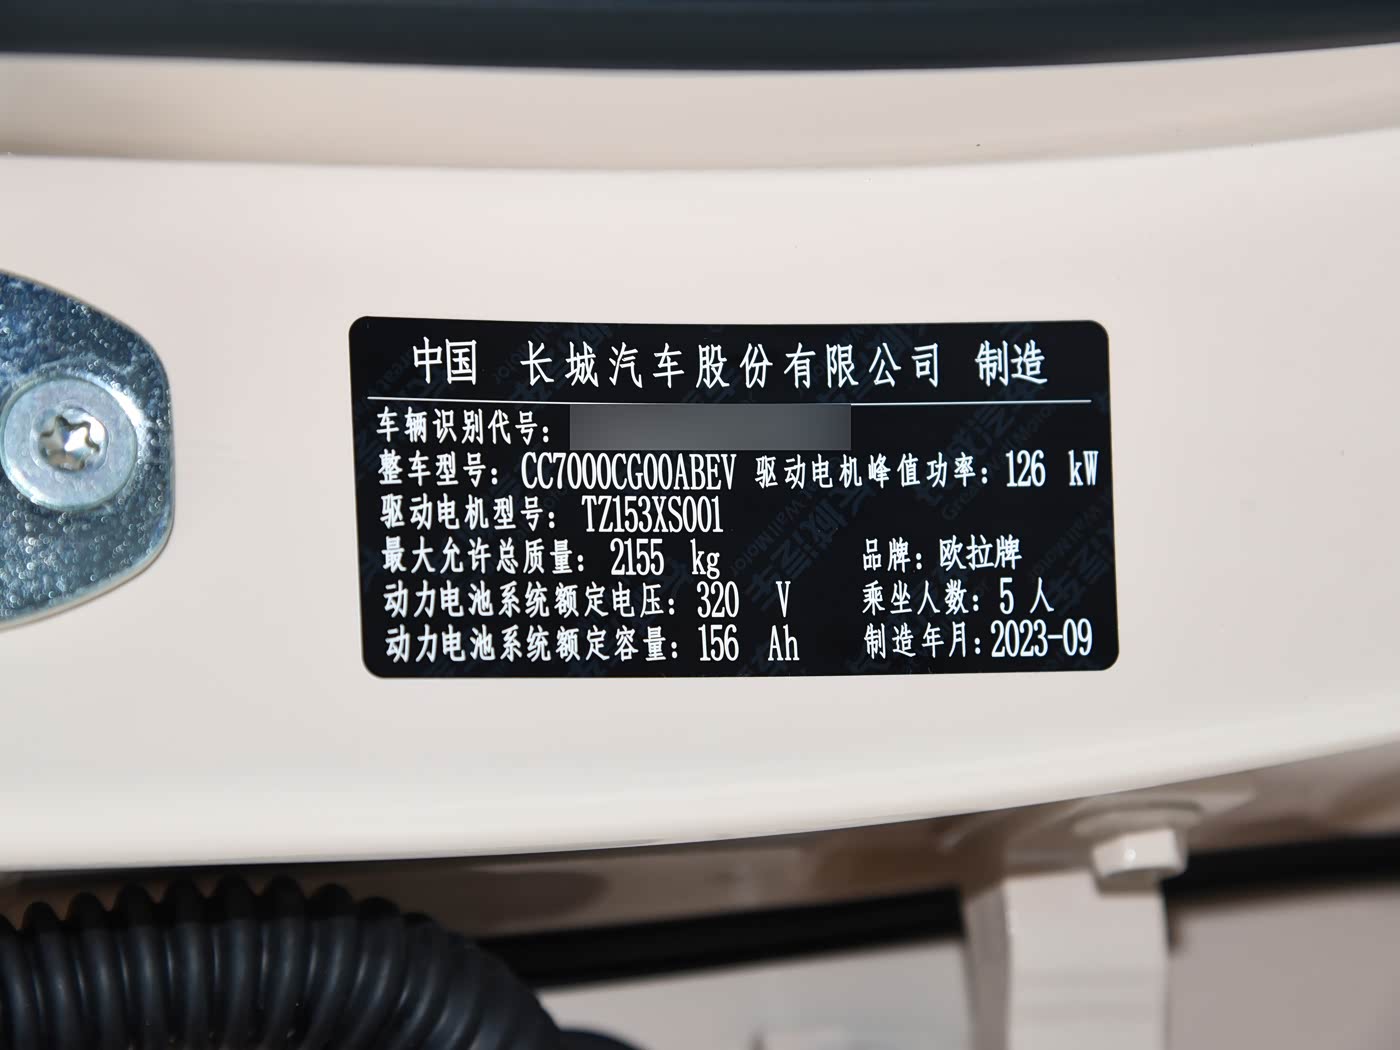 中国 长城汽车股份有限公司 制造
车辆识别代号：
整车型号： CC7000CG00ABEV 驱动电机峰值功率： 126 kW
驱动电机型号： TZ153XS001
最大允许总质量： 2155 kg 品牌： 欧拉牌
动力电池系统额定电压： 320 V 乘坐人数： 5 人
动力电池系统额定容量： 156 Ah 制造年月： 2023-09